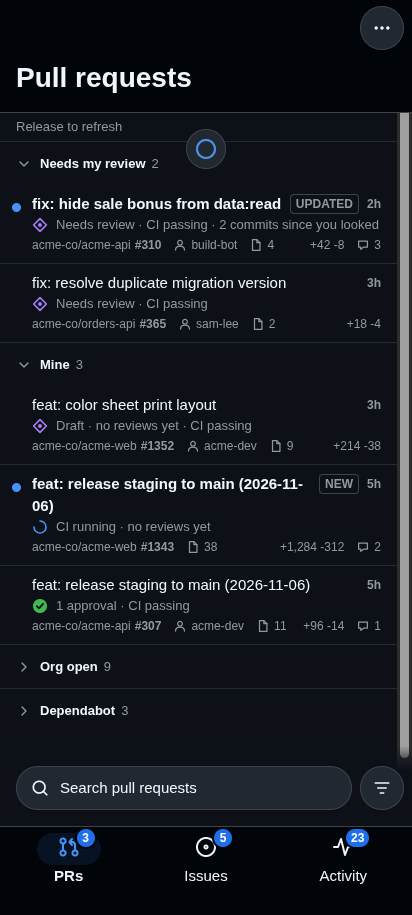 Pull requests
Release to refresh
Needs my review 2
fix: hide sale bonus from data:read UPDATED 2h
Needs review · CI passing · 2 commits since you looked
acme-co/acme-api #310 build-bot 4 +42 -8 3
fix: resolve duplicate migration version 3h
Needs review · CI passing
acme-co/orders-api #365 sam-lee 2 +18 -4
Mine 3
feat: color sheet print layout 3h
Draft · no reviews yet · CI passing
acme-co/acme-web #1352 acme-dev 9 +214 -38
feat: release staging to main (2026-11- NEW 5h
06)
CI running · no reviews yet
acme-co/acme-web #1343 38 +1,284 -312 2
feat: release staging to main (2026-11-06) 5h
1 approval · CI passing
acme-co/acme-api #307 acme-dev 11 +96 -14 1
Org open 9
Dependabot 3
Search pull requests
3 5 23
PRs Issues Activity